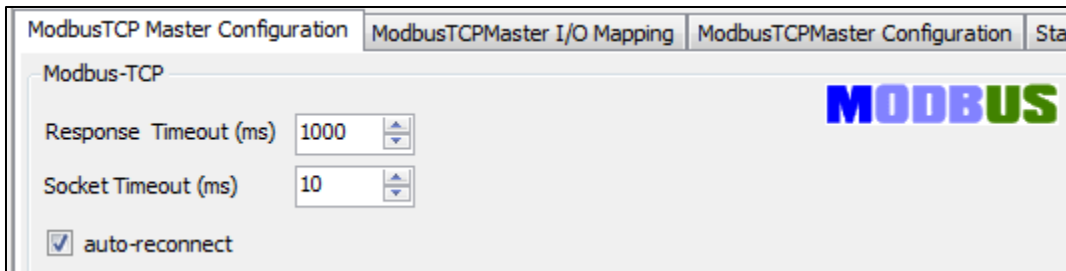 ModbusTCP Master Configuration ModbusTCPMaster I/O Mapping ModbusTCPMaster Configuration Sta
Modbus-TCP
MODBUS
Response Timeout (ms) 1000
Socket Timeout (ms) 10
auto-reconnect